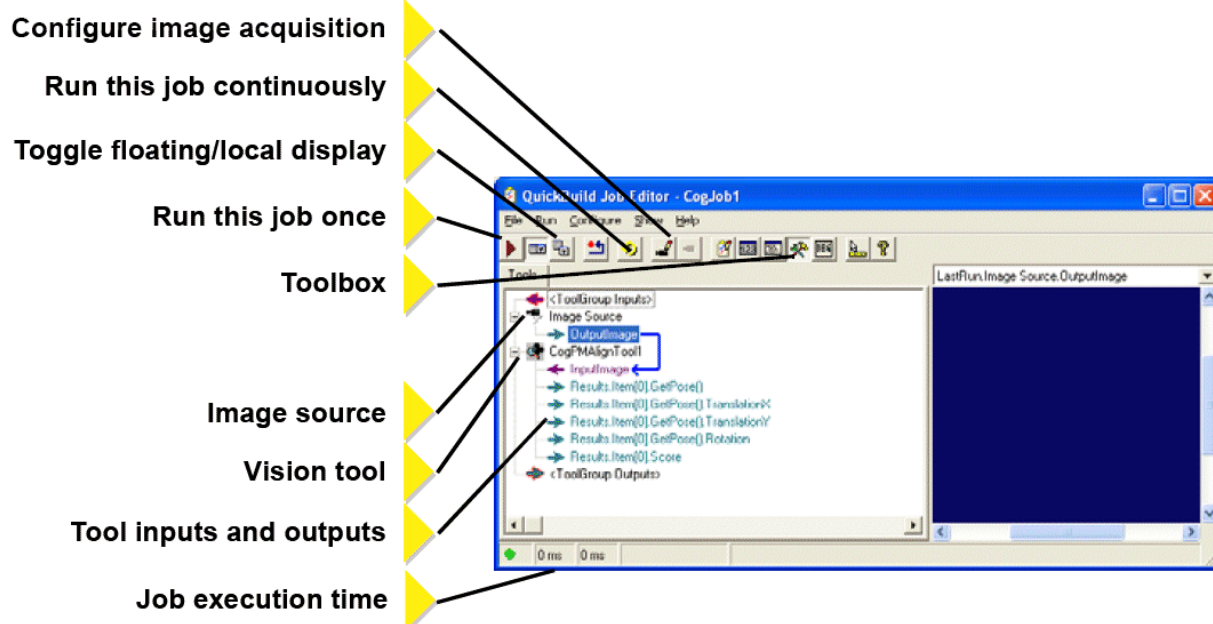 Configure image acquisition
Run this job continuously
Toggle floating/local display
Run this job once
Toolbox
Image source
Vision tool
Tool inputs and outputs
Job execution time
QuickBuild Job Editor - CogJob1
File Run Configure Show Help
Tools
LastRun.Image Source.OutputImage
<ToolGroup Inputs>
Image Source
OutputImage
CogPMAlignTool1
InputImage
Results.Item[0].GetPose()
Results.Item[0].GetPose().TranslationX
Results.Item[0].GetPose().TranslationY
Results.Item[0].GetPose().Rotation
Results.Item[0].Score
<ToolGroup Outputs>
0 ms 0 ms